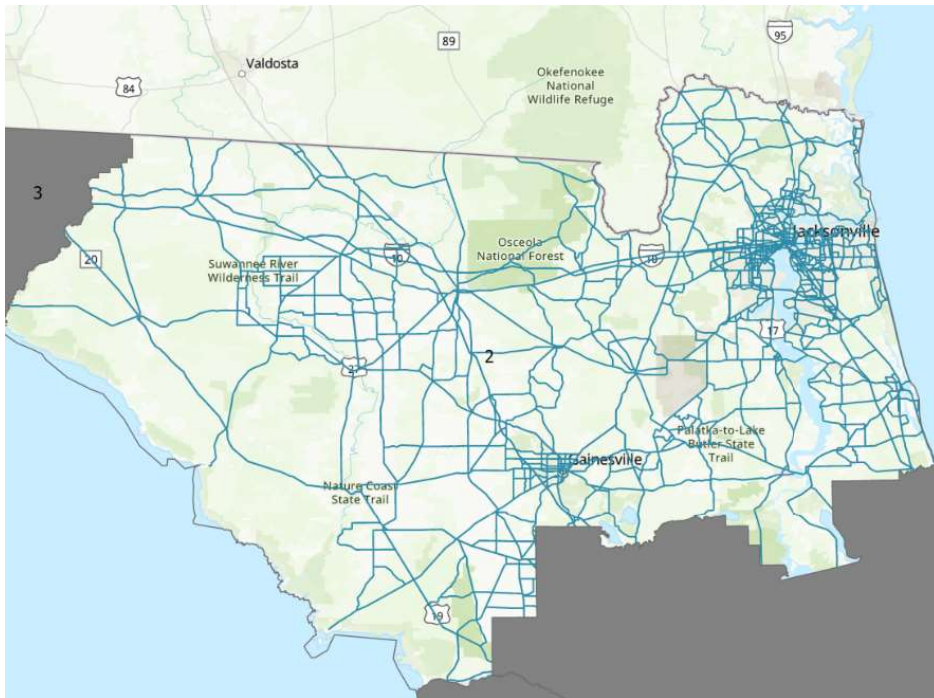 95
89
Valdosta
84
Okefenokee
National
Wildlife Refuge
3
Jacksonville
Osceola
National Forest
10
10
20
Suwannee River
Wilderness Trail
17
2
27
Palatka-to-Lake
Butler State
Trail
Gainesville
Nature Coast
State Trail
19